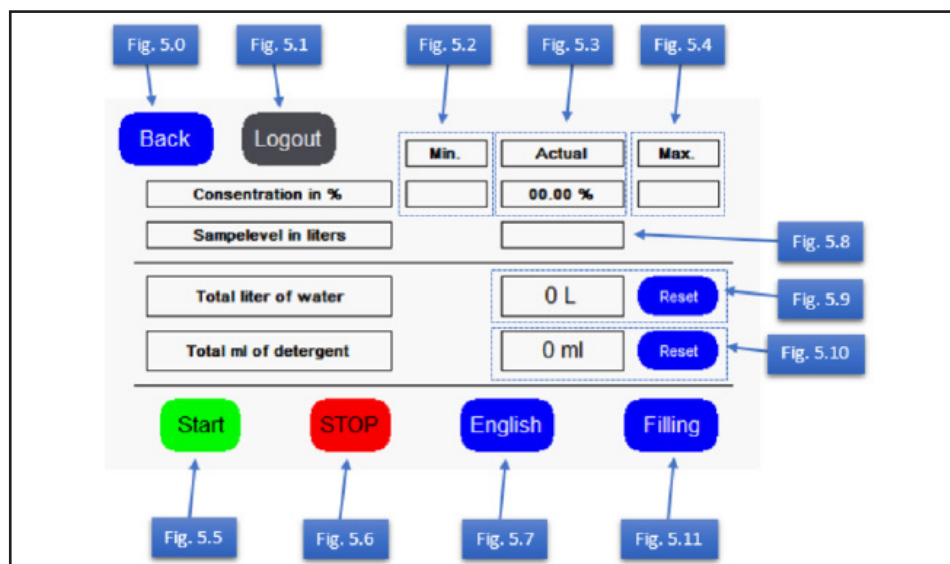 Fig. 5.0 Fig. 5.1 Fig. 5.2 Fig. 5.3 Fig. 5.4
Back Logout
Min. Actual Max.
Consentration in % 00.00 %
Sampelevel in liters
Fig. 5.8
Total liter of water 0 L Reset
Fig. 5.9
Total ml of detergent 0 ml Reset
Fig. 5.10
Start STOP English Filling
Fig. 5.5 Fig. 5.6 Fig. 5.7 Fig. 5.11